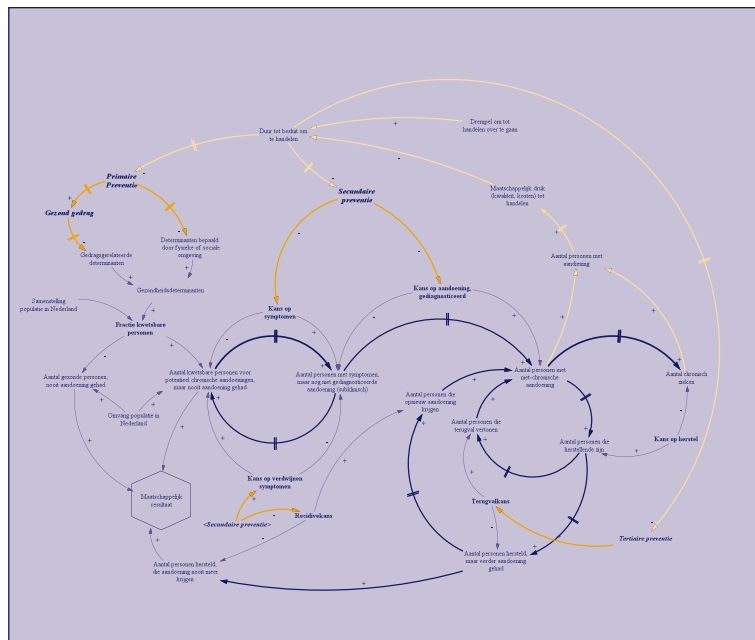 Duur tot besluit om
te handelen
Drempel om tot
handelen over te gaan
Primaire
Preventie
Secundaire
preventie
Maatschappelijk druk
(kwaliteit, kosten) tot
handelen
Gezond gedrag
Gedragsgerelateerde
determinanten
Determinanten bepaald
door fysieke of sociale
omgeving
Aantal personen met
aandiening
Gezondheidsdeterminanten
Kans op aandoening,
gediagnosticeerd
Samenstelling
populatie in Nederland
Kans op
symptomen
Fractie kwetsbare
personen
Aantal gezonde personen,
nooit aandoening gehad
Aantal kwetsbare personen voor
potentieel chronische aandoeningen,
maar nooit aandoening gehad
Aantal personen met symptomen,
maar nog niet gediagnosticeerde
aandoening (subklinisch)
Aantal personen met
niet-chronische
aandoening
Aantal chronisch
zieken
Aantal personen die
opnieuw aandoening
krijgen
Omvang populatie in
Nederland
Aantal personen die
terugval vertonen
Aantal personen die
herstellende zijn
Kans op herstel
Kans op verdwijnen
symptomen
Maatschappelijk
resultaat
Terugvalkans
<Secundaire preventie>
Recidivekans
Tertiaire preventie
Aantal personen hersteld,
die aandoening nooit meer
krijgen
Aantal personen hersteld,
maar eerder aandoening
gehad